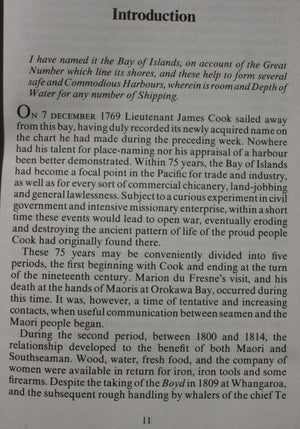 Introduction
I have named it the Bay of Islands, on account of the Great
Number which line its shores, and these help to form several
safe and Commodious Harbours, wherein is room and Depth of
Water for any number of Shipping.
ON 7 DECEMBER 1769 Lieutenant James Cook sailed away
from this bay, having duly recorded its newly acquired name on
the chart he had made during the preceding week. Nowhere
had his talent for place-naming nor his appraisal of a harbour
been better demonstrated. Within 75 years, the Bay of Islands
had become a focal point in the Pacific for trade and industry,
as well as for every sort of commercial chicanery, land-jobbing
and general lawlessness. Subject to a curious experiment in civil
government and intensive missionary enterprise, within a short
time these events would lead to open war, eventually eroding
and destroying the ancient pattern of life of the proud people
Cook had originally found there.
These 75 years may be conveniently divided into five
periods, the first beginning with Cook and ending at the turn
of the nineteenth century. Marion du Fresne's visit, and his
death at the hands of Maoris at Orokawa Bay, occurred during
this time. It was, however, a time of tentative and increasing
contacts, when useful communication between seamen and the
Maori people began.
During the second period, between 1800 and 1814, the
relationship developed to the benefit of both Maori and
Southseaman. Wood, water, fresh food, and the company of
women were available in return for iron, iron tools and some
firearms. Despite the taking of the Boyd in 1809 at Whangaroa,
and the subsequent rough handling by whalers of the chief Te
11